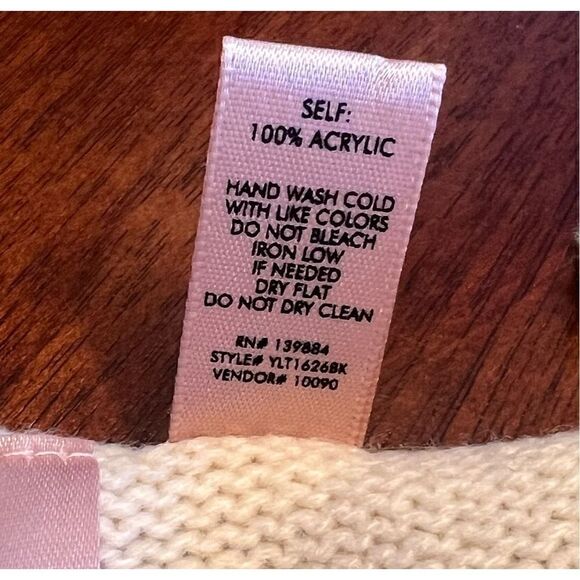 SELF:
100% ACRYLIC
HAND WASH COLD
WITH LIKE COLORS
DO NOT BLEACH
IRON LOW
IF NEEDED
DRY FLAT
DO NOT DRY CLEAN
RN# 139884
STYLE# YLT1626BK
VENDOR# 10090